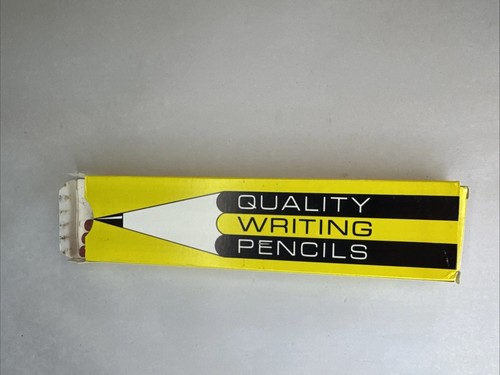 QUALITY
WRITING
PENCILS